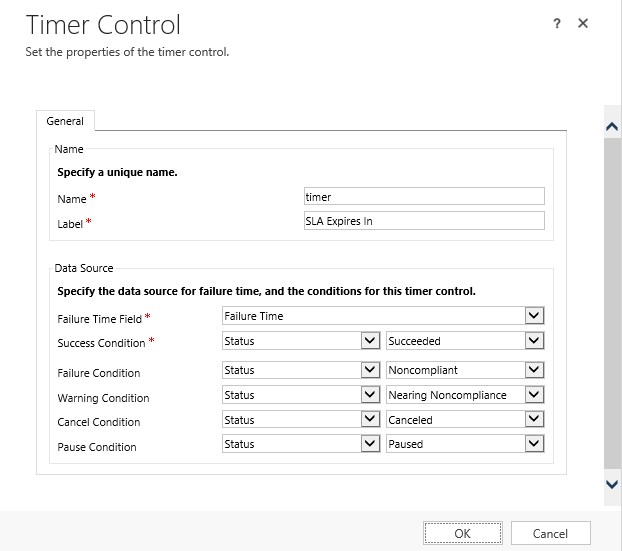 Timer Control
? ×
Set the properties of the timer control.
General
Name
Specify a unique name.
Name * timer
Label * SLA Expires In
Data Source
Specify the data source for failure time, and the conditions for this timer control.
Failure Time Field * Failure Time
Success Condition * Status Succeeded
Failure Condition Status Noncompliant
Warning Condition Status Nearing Noncompliance
Cancel Condition Status Canceled
Pause Condition Status Paused
OK Cancel